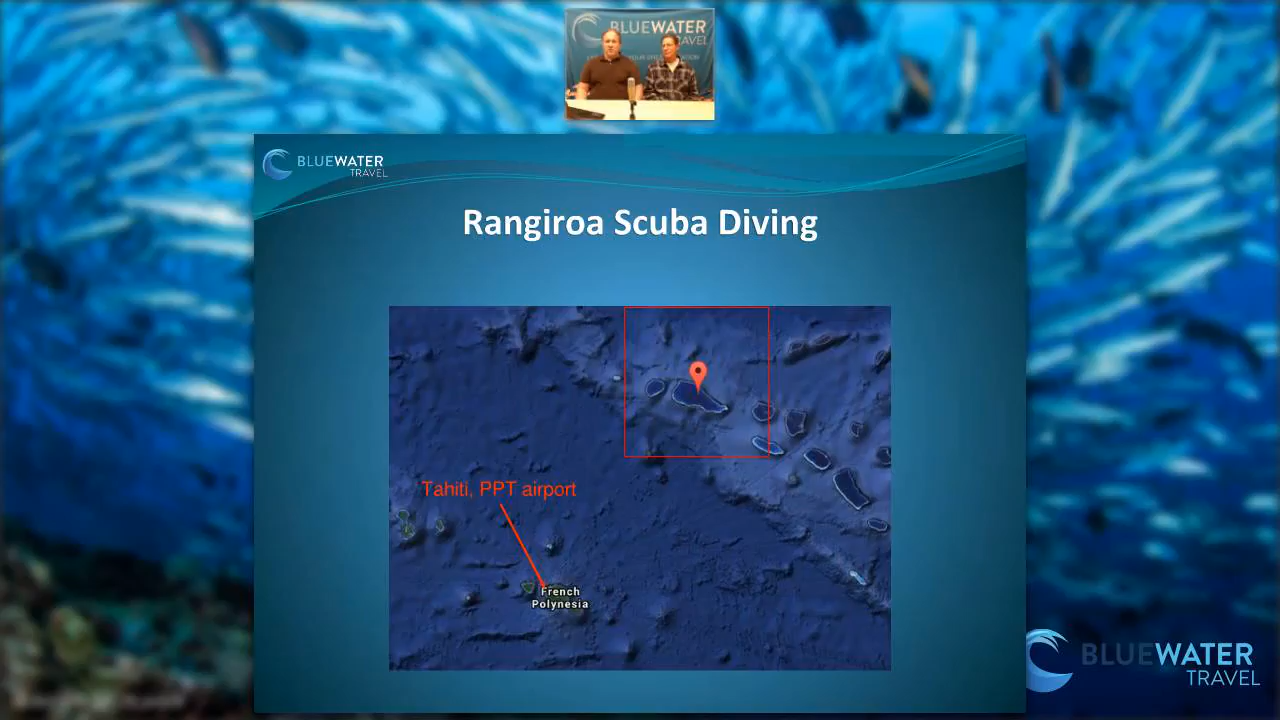 BLUEWATER
TRAVEL
BLUEWATER
TRAVEL
Rangiroa Scuba Diving
Tahiti, PPT airport
French
Polynesia
BLUEWATER
TRAVEL